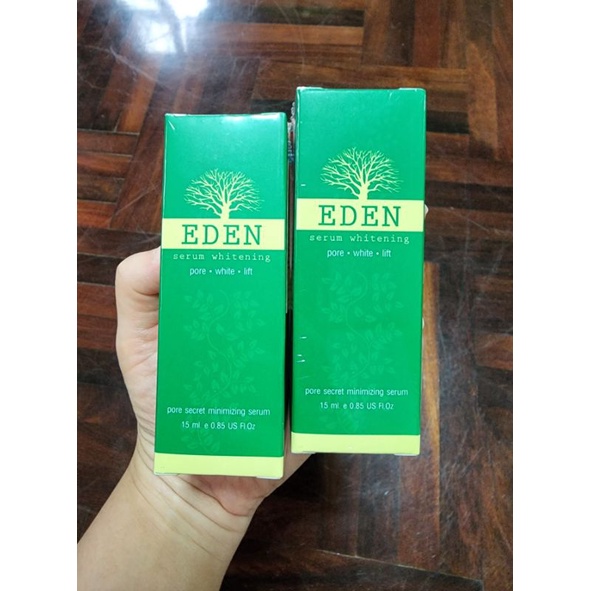 EDEN
serum whitening
pore • white • lift
pore secret minimizing serum
15 ml e 0.85 US Fl.Oz
EDEN
serum whitening
pore • white • lift
pore secret minimizing serum
15 ml e 0.85 US Fl.Oz